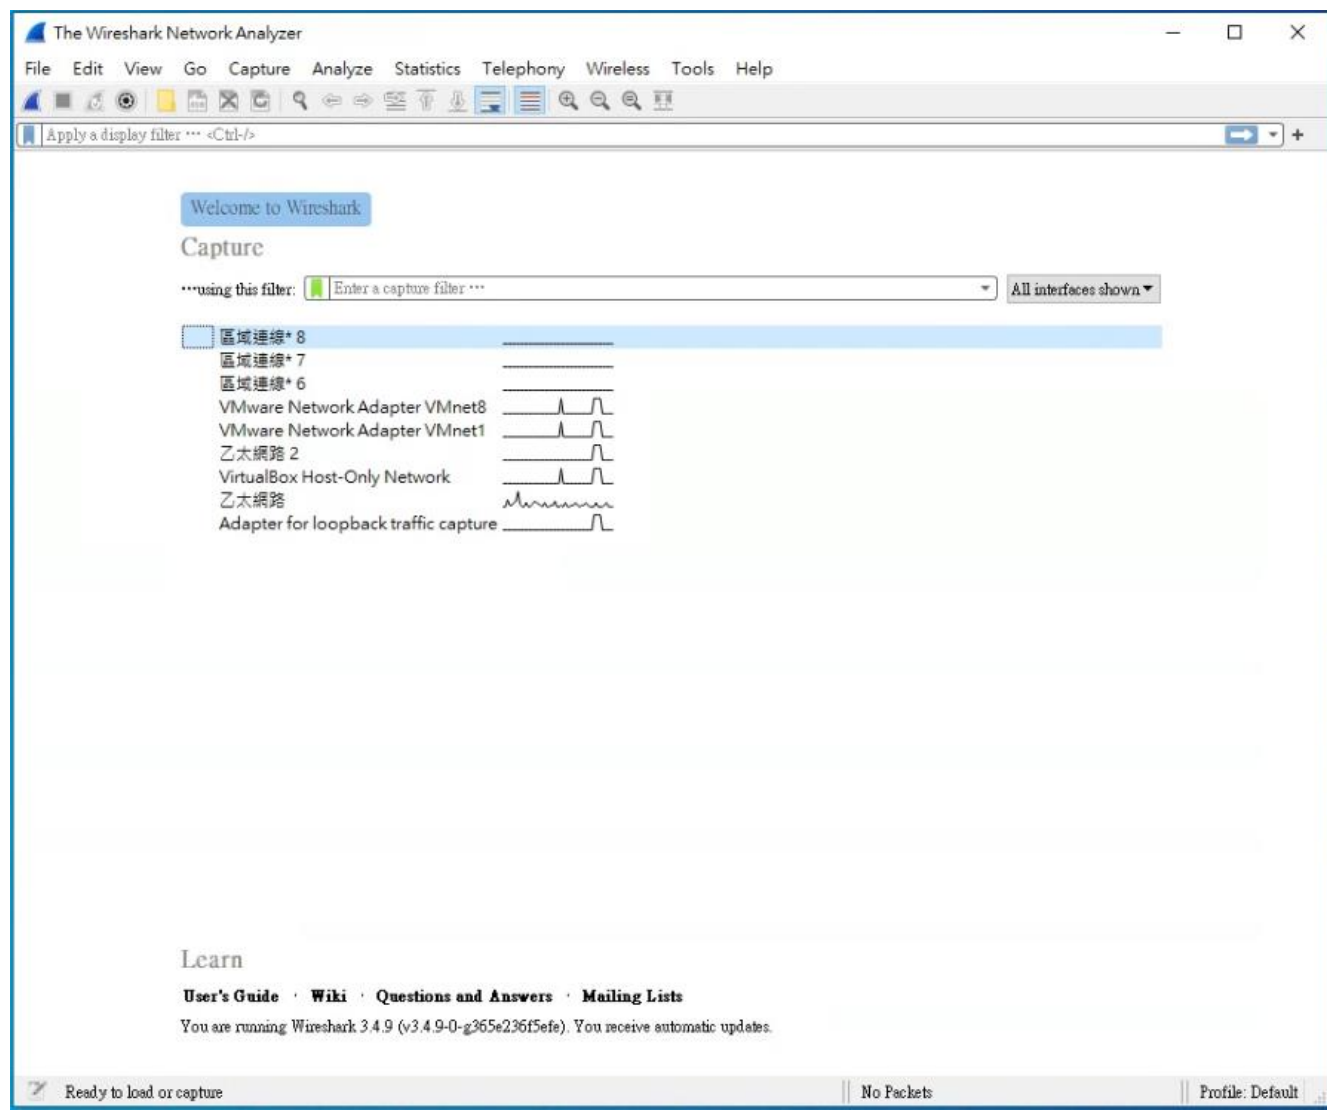 The Wireshark Network Analyzer
File Edit View Go Capture Analyze Statistics Telephony Wireless Tools Help
Apply a display filter ··· <Ctrl-/>
Welcome to Wireshark
Capture
···using this filter: Enter a capture filter ··· All interfaces shown
區域連線* 8
區域連線* 7
區域連線* 6
VMware Network Adapter VMnet8
VMware Network Adapter VMnet1
乙太網路 2
VirtualBox Host-Only Network
乙太網路
Adapter for loopback traffic capture
Learn
User's Guide · Wiki · Questions and Answers · Mailing Lists
You are running Wireshark 3.4.9 (v3.4.9-0-g365e236f5efe). You receive automatic updates.
Ready to load or capture No Packets Profile: Default